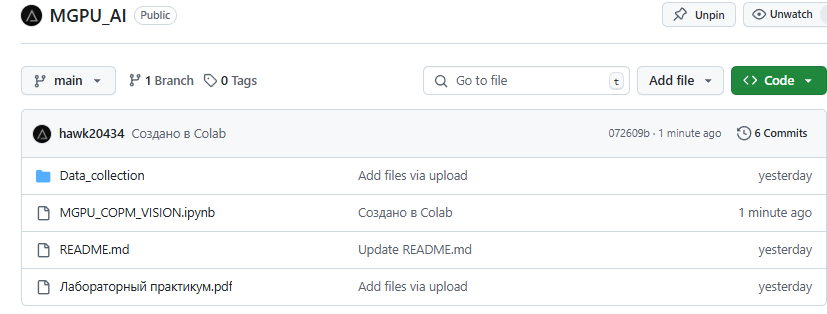 MGPU_AI Public Unpin Unwatch
main 1 Branch 0 Tags Go to file t Add file Code
hawk20434 Создано в Colab 072609b · 1 minute ago 6 Commits
Data_collection Add files via upload yesterday
MGPU_COPM_VISION.ipynb Создано в Colab 1 minute ago
README.md Update README.md yesterday
Лабораторный практикум.pdf Add files via upload yesterday